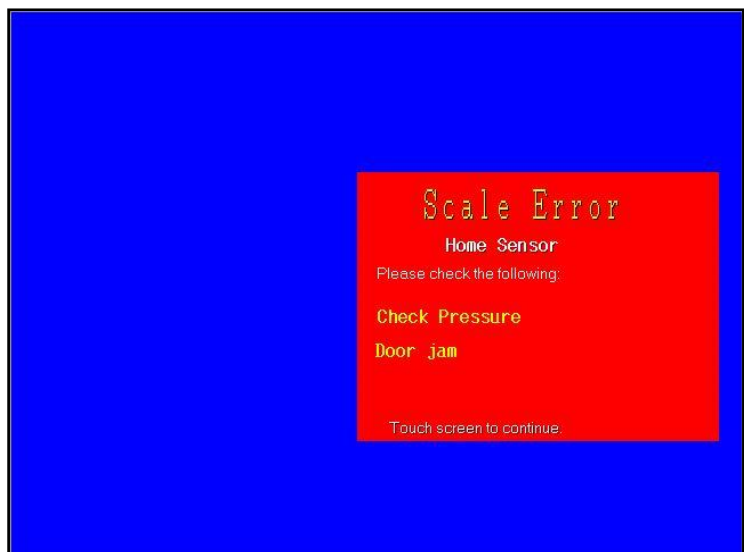 Scale Error
Home Sensor
Please check the following:
Check Pressure
Door jam
Touch screen to continue.